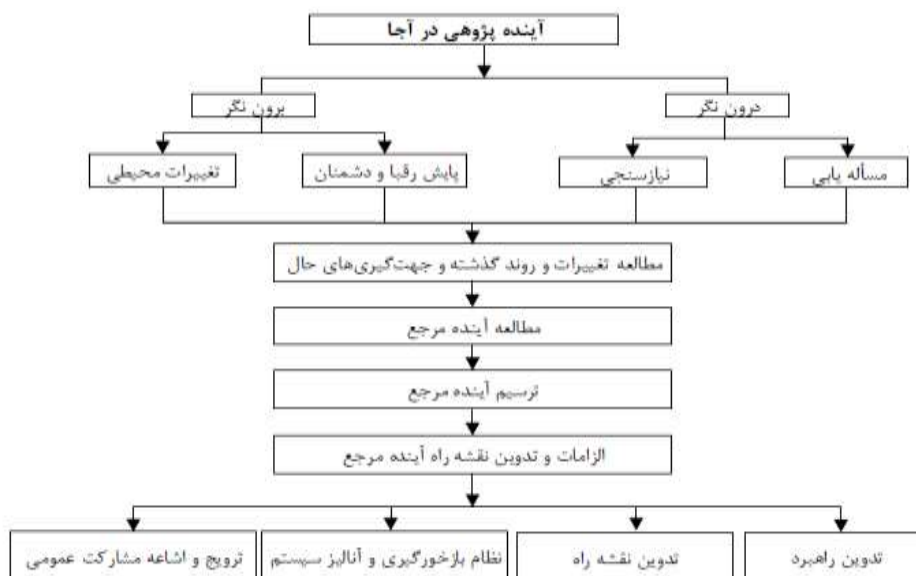 آینده پژوهی در آجا
درون نگر
برون نگر
مسأله یابی
نیازسنجی
پایش رقبا و دشمنان
تغییرات محیطی
مطالعه تغییرات و روند گذشته و جهت‌گیری‌های حال
مطالعه آینده مرجع
ترسیم آینده مرجع
الزامات و تدوین نقشه راه آینده مرجع
تدوین راهبرد
تدوین نقشه راه
نظام بازخورگیری و آنالیز سیستم
ترویج و اشاعه مشارکت عمومی